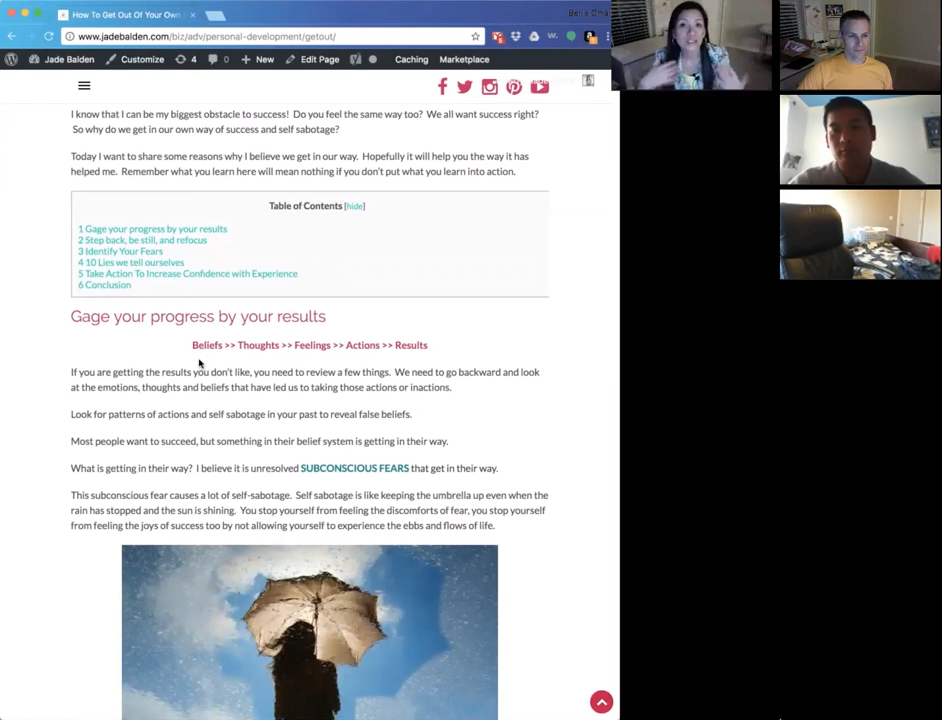 How To Get Out Of Your Own
www.jadebalden.com/biz/adv/personal-development/getout/
Jade Balden Customize 4 0 New Edit Page Caching Marketplace
I know that I can be my biggest obstacle to success! Do you feel the same way too? We all want success right?
So why do we get in our own way of success and self sabotage?
Today I want to share some reasons why I believe we get in our way. Hopefully it will help you the way it has
helped me. Remember what you learn here will mean nothing if you don't put what you learn into action.
Table of Contents [hide]
1 Gage your progress by your results
2 Step back, be still, and refocus
3 Identify Your Fears
4 10 Lies we tell ourselves
5 Take Action To Increase Confidence with Experience
6 Conclusion
Gage your progress by your results
Beliefs >> Thoughts >> Feelings >> Actions >> Results
If you are getting the results you don't like, you need to review a few things. We need to go backward and look
at the emotions, thoughts and beliefs that have led us to taking those actions or inactions.
Look for patterns of actions and self sabotage in your past to reveal false beliefs.
Most people want to succeed, but something in their belief system is getting in their way.
What is getting in their way? I believe it is unresolved SUBCONSCIOUS FEARS that get in their way.
This subconscious fear causes a lot of self-sabotage. Self sabotage is like keeping the umbrella up even when the
rain has stopped and the sun is shining. You stop yourself from feeling the discomforts of fear, you stop yourself
from feeling the joys of success too by not allowing yourself to experience the ebbs and flows of life.